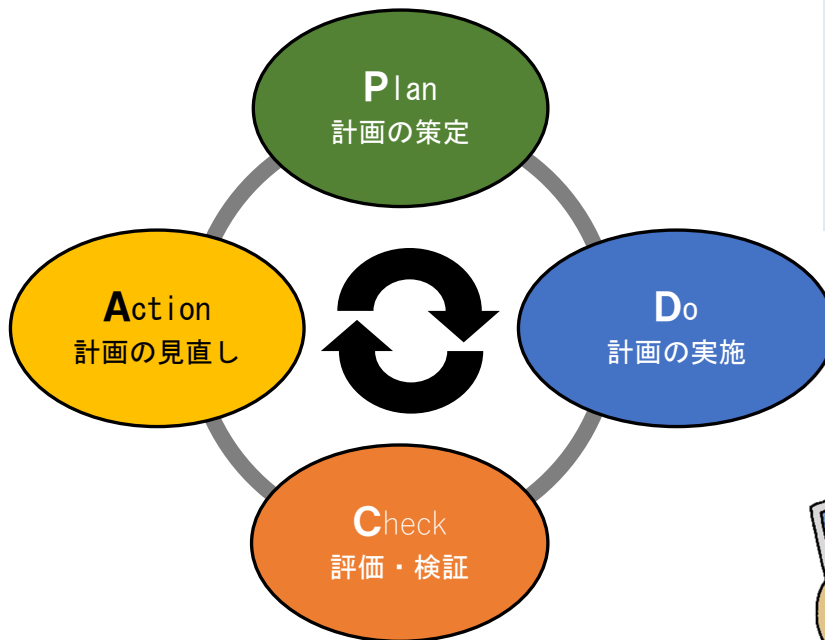 Plan
計画の策定
Action
計画の見直し
Do
計画の実施
Check
評価・検証